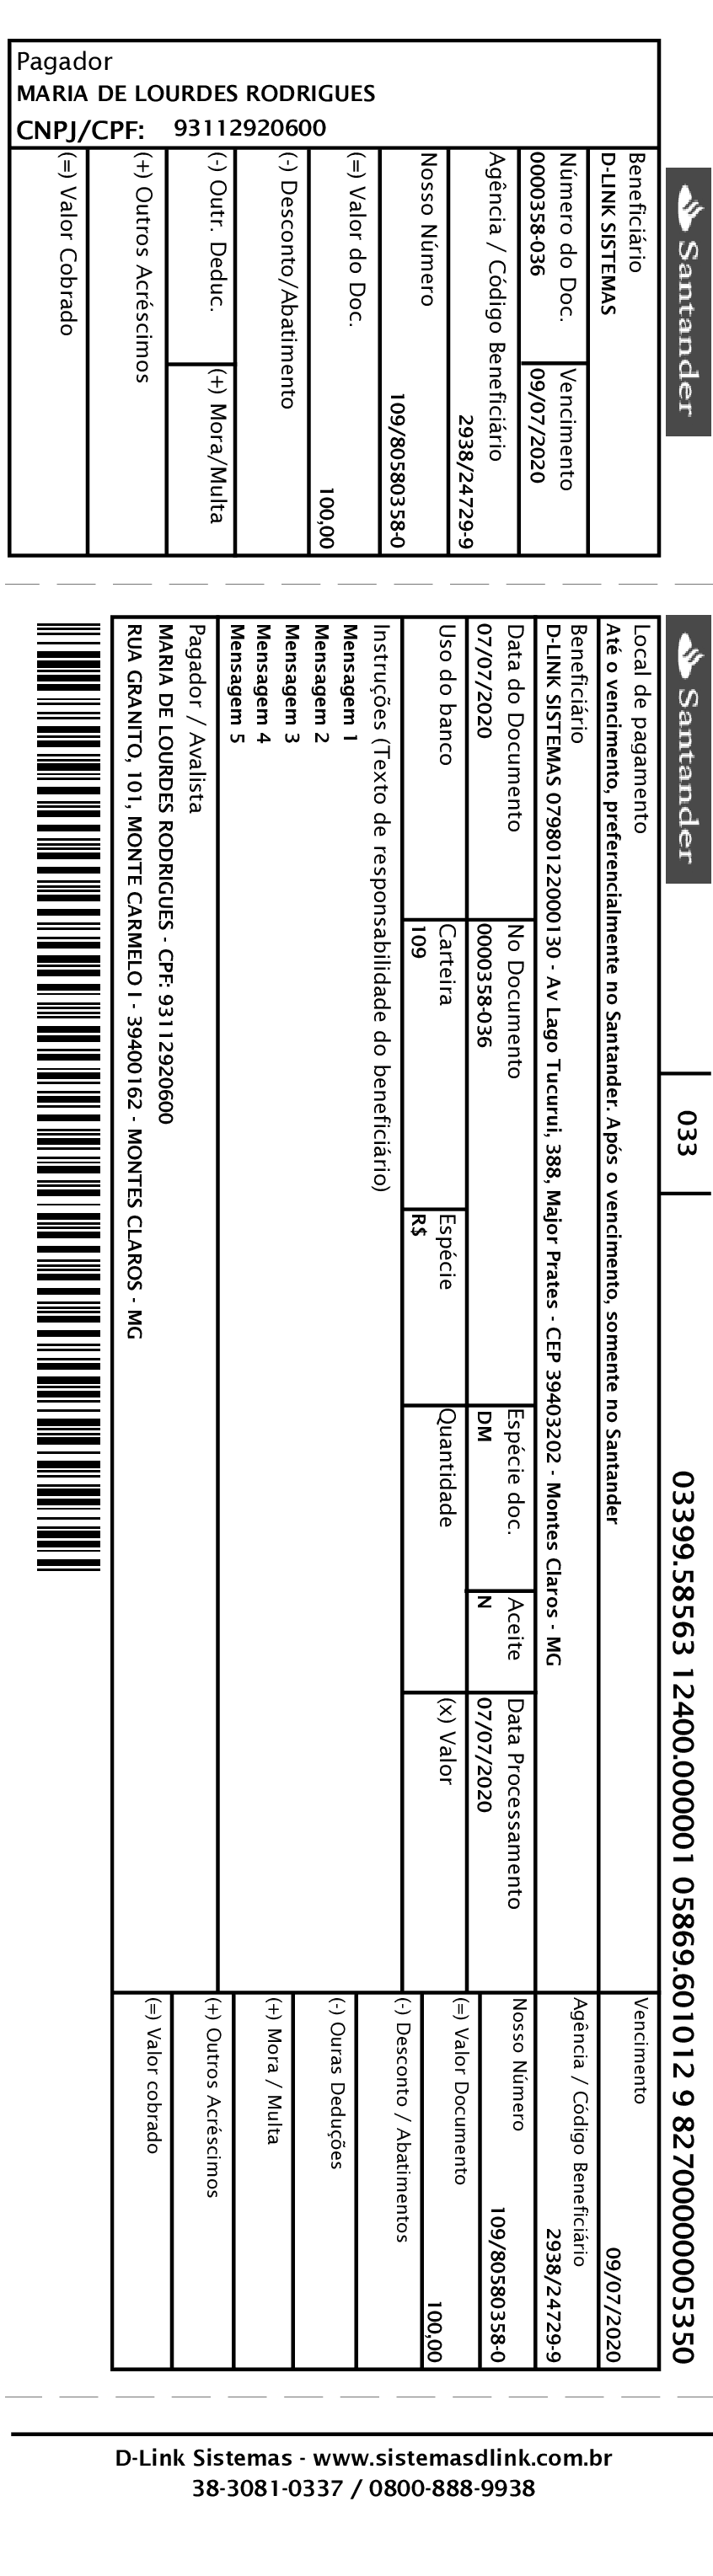 Pagador
MARIA DE LOURDES RODRIGUES
CNPJ/CPF: 93112920600
Santander
Beneficiário
D-LINK SISTEMAS
Número do Doc. Vencimento
0000358-036 09/07/2020
Agência / Código Beneficiário
2938/24729-9
Nosso Número
109/80580358-0
(=) Valor do Doc.
100,00
(-) Desconto/Abatimento
(-) Outr. Deduc. (+) Mora/Multa
(+) Outros Acréscimos
(=) Valor Cobrado
Santander 033 03399.58563 12400.000001 05869.601012 9 82700000005350
Local de pagamento
Até o vencimento, preferencialmente no Santander. Após o vencimento, somente no Santander
Vencimento
09/07/2020
Beneficiário
D-LINK SISTEMAS 07980122000130 - Av Lago Tucurui, 388, Major Prates - CEP 39403202 - Montes Claros - MG
Agência / Código Beneficiário
2938/24729-9
Data do Documento No Documento Espécie doc. Aceite Data Processamento
07/07/2020 0000358-036 DM N 07/07/2020
Nosso Número
109/80580358-0
Uso do banco Carteira Espécie Quantidade (x) Valor
109 R$
(=) Valor Documento
100,00
Instruções (Texto de responsabilidade do beneficiário)
Mensagem 1
Mensagem 2
Mensagem 3
Mensagem 4
Mensagem 5
(-) Desconto / Abatimentos
(-) Ouras Deduções
(+) Mora / Multa
(+) Outros Acréscimos
(=) Valor cobrado
Pagador / Avalista
MARIA DE LOURDES RODRIGUES - CPF: 93112920600
RUA GRANITO, 101, MONTE CARMELO I - 39400162 - MONTES CLAROS - MG
D-Link Sistemas - www.sistemasdlink.com.br
38-3081-0337 / 0800-888-9938